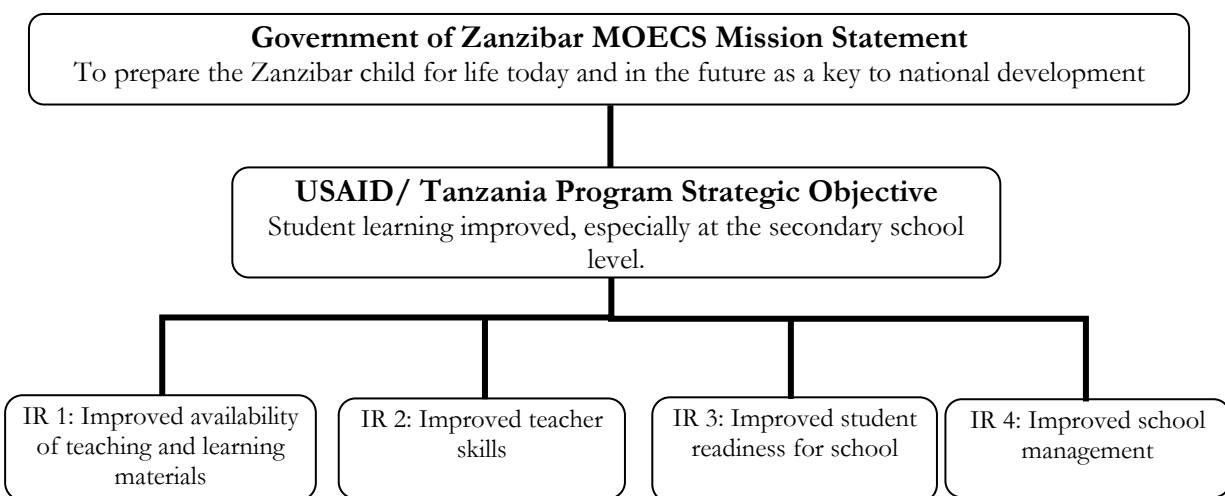 Government of Zanzibar MOECS Mission Statement
To prepare the Zanzibar child for life today and in the future as a key to national development
USAID/ Tanzania Program Strategic Objective
Student learning improved, especially at the secondary school
level.
IR 1: Improved availability
of teaching and learning
materials
IR 2: Improved teacher
skills
IR 3: Improved student
readiness for school
IR 4: Improved school
management